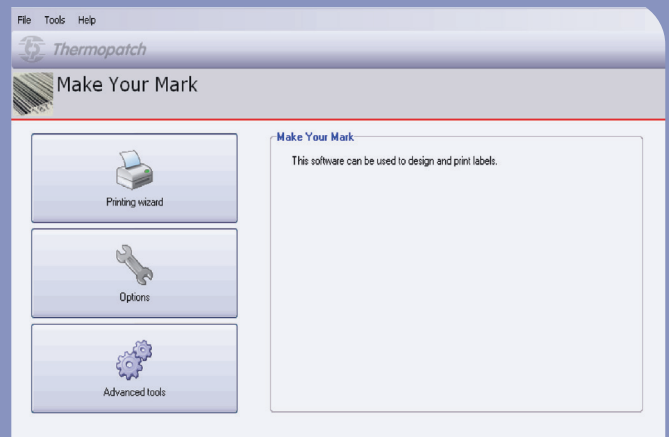 File Tools Help
Thermopatch
Make Your Mark
Printing wizard
Options
Advanced tools
Make Your Mark
This software can be used to design and print labels.